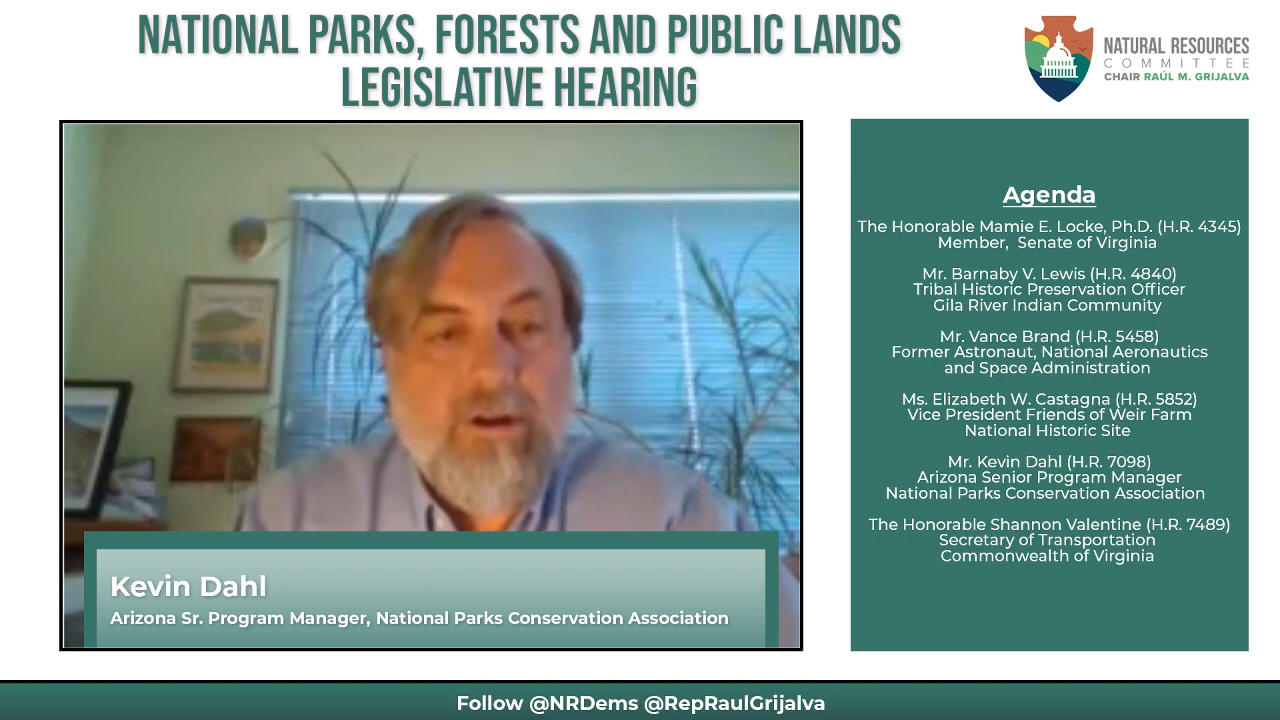 NATIONAL PARKS, FORESTS AND PUBLIC LANDS
LEGISLATIVE HEARING
NATURAL RESOURCES
COMMITTEE
CHAIR RAÚL M. GRIJALVA
Kevin Dahl
Arizona Sr. Program Manager, National Parks Conservation Association
Agenda
The Honorable Mamie E. Locke, Ph.D. (H.R. 4345)
Member, Senate of Virginia
Mr. Barnaby V. Lewis (H.R. 4840)
Tribal Historic Preservation Officer
Gila River Indian Community
Mr. Vance Brand (H.R. 5458)
Former Astronaut, National Aeronautics
and Space Administration
Ms. Elizabeth W. Castagna (H.R. 5852)
Vice President Friends of Weir Farm
National Historic Site
Mr. Kevin Dahl (H.R. 7098)
Arizona Senior Program Manager
National Parks Conservation Association
The Honorable Shannon Valentine (H.R. 7489)
Secretary of Transportation
Commonwealth of Virginia
Follow @NRDems @RepRaulGrijalva